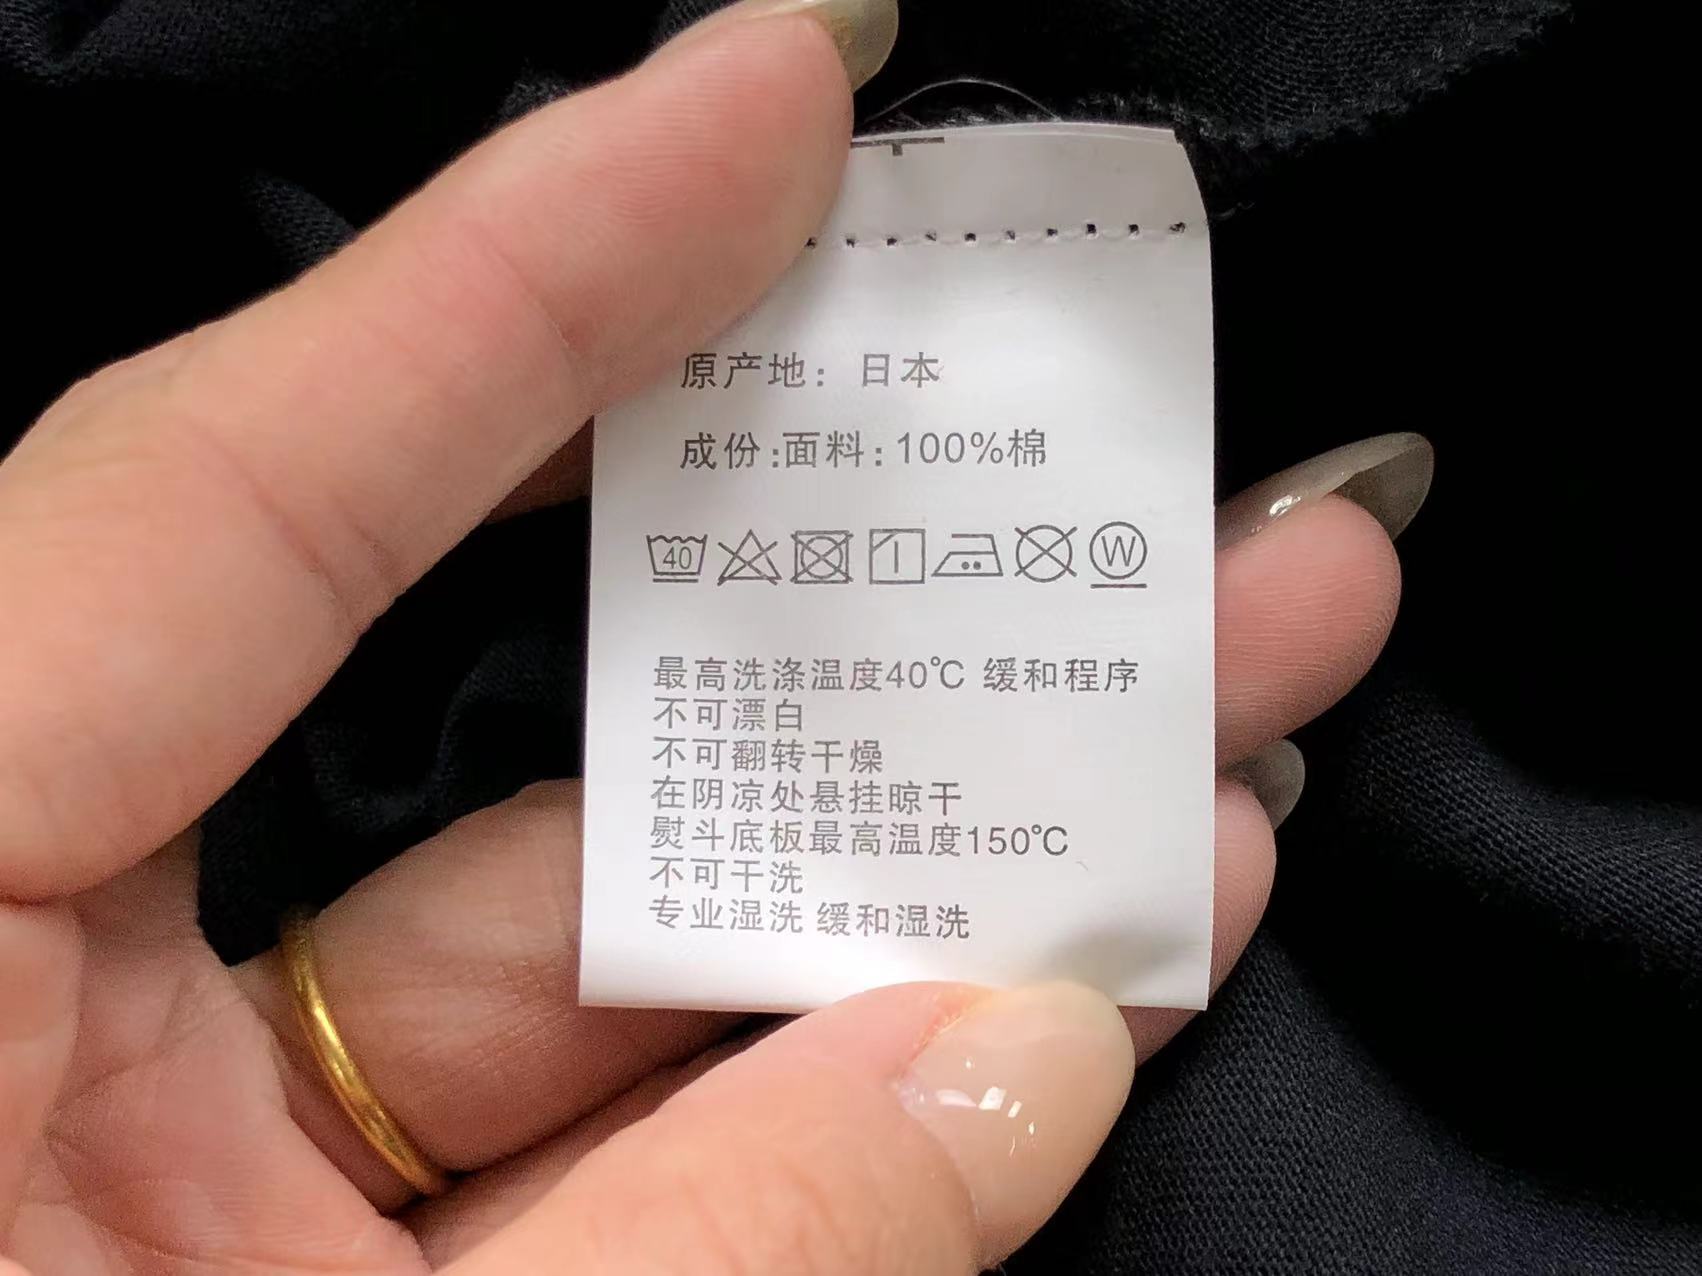 原产地：日本
成份:面料:100%棉
40 W
最高洗涤温度40℃ 缓和程序
不可漂白
不可翻转干燥
在阴凉处悬挂晾干
熨斗底板最高温度150℃
不可干洗
专业湿洗 缓和湿洗